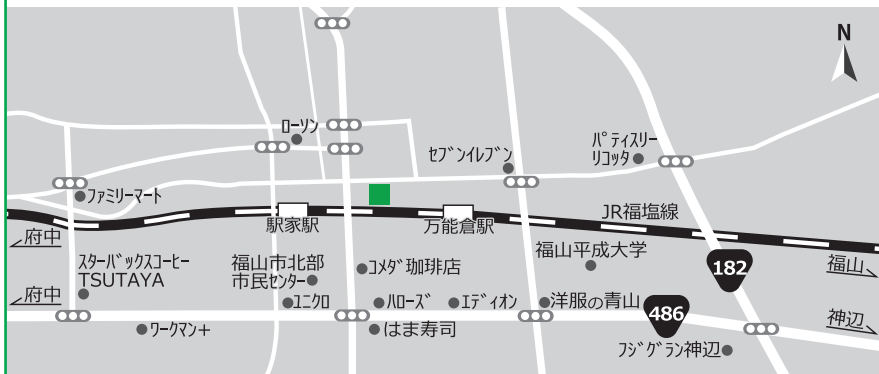 N
ローソン
パティスリー
リコッタ
セブンイレブン
ファミリーマート
JR福塩線
駅家駅
万能倉駅
府中
福山平成大学
スターバックスコーヒー
TSUTAYA
福山市北部
市民センター
コメダ珈琲店
182
福山
府中
ユニクロ
ハローズ
エディオン
洋服の青山
486
神辺
ワークマン+
はま寿司
フジグラン神辺